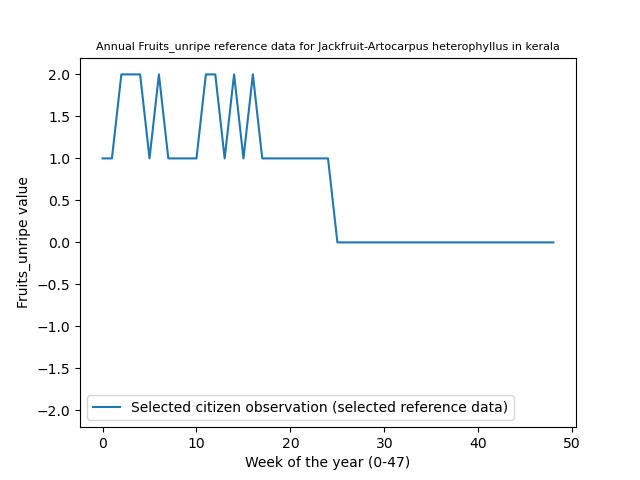 Annual Fruits_unripe reference data for Jackfruit-Artocarpus heterophyllus in kerala
2.0
1.5
1.0
0.5
0.0
−0.5
−1.0
−1.5
−2.0
Fruits_unripe value
Selected citizen observation (selected reference data)
0 10 20 30 40 50
Week of the year (0-47)